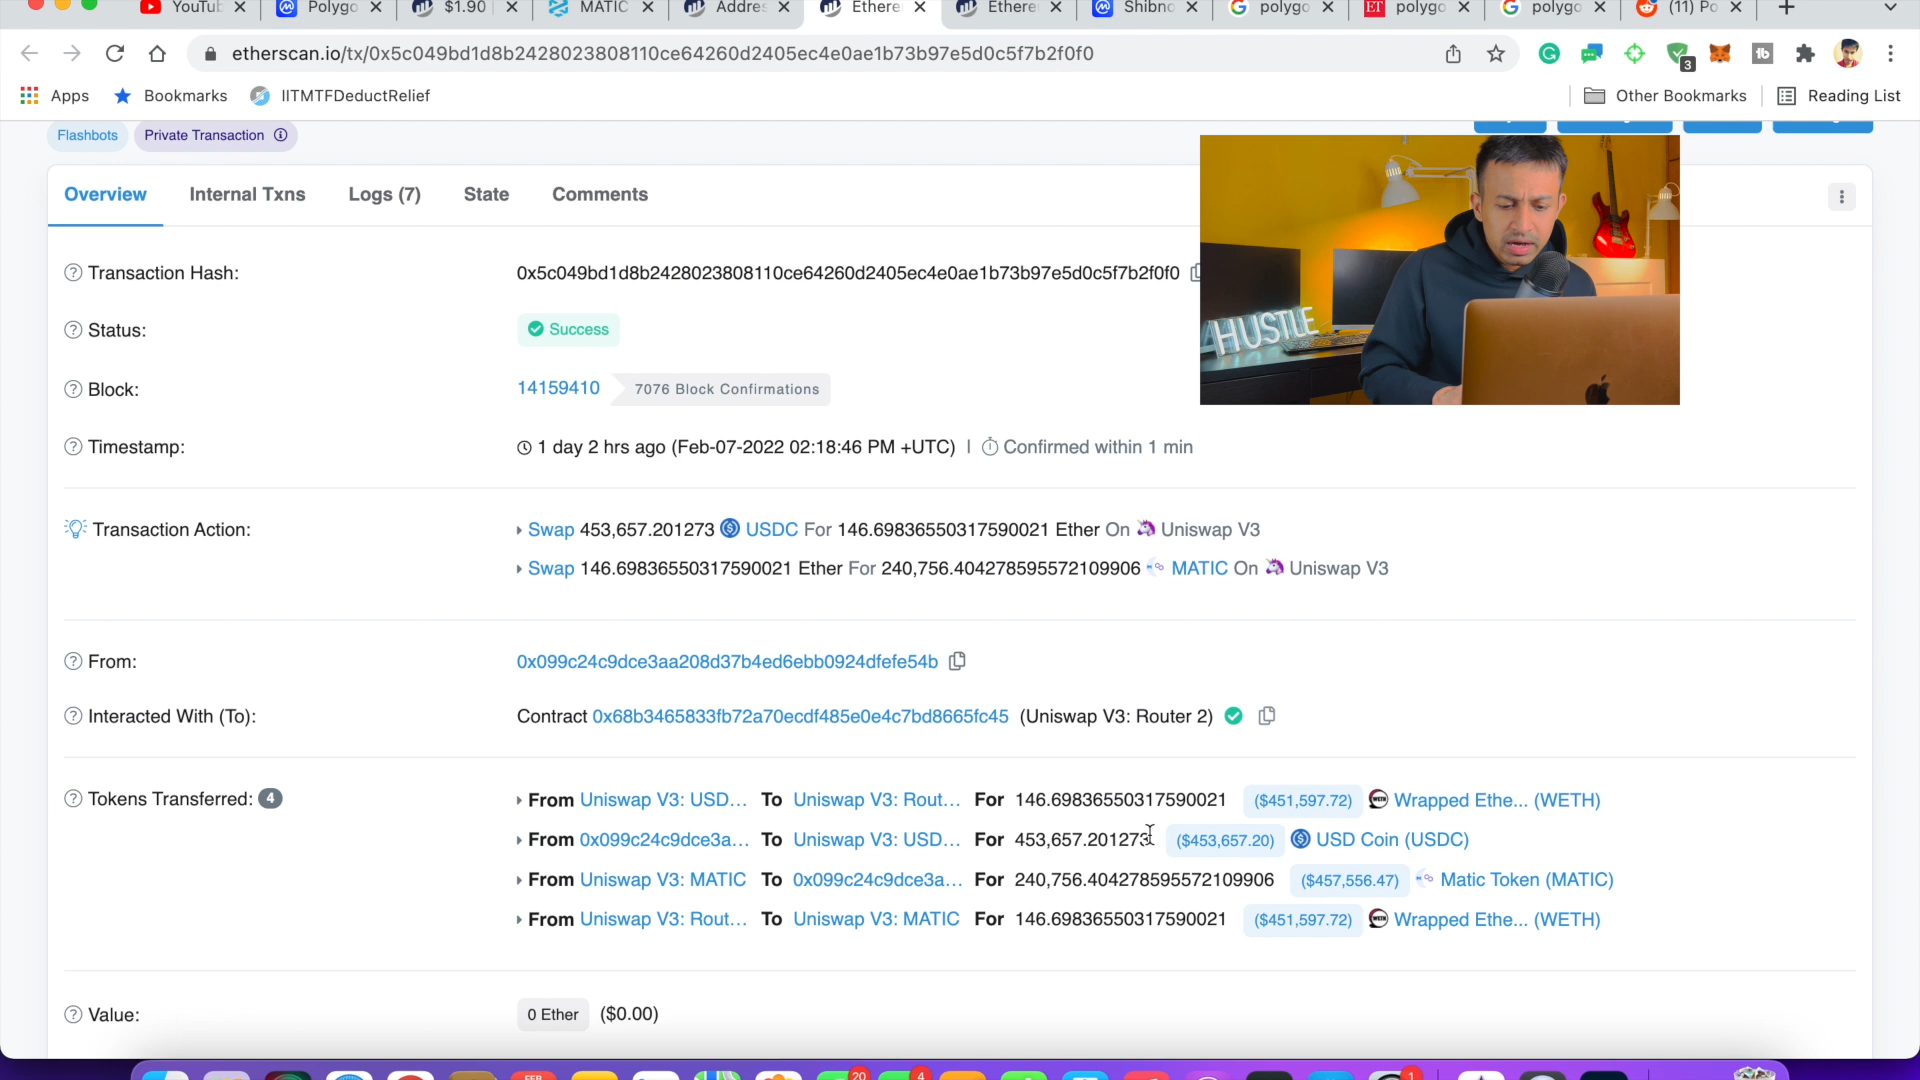 YouTub
Polygo
$1.90
MATIC
Addres
Ethere
Ethere
Shibno
polygo
ET polygo
polygo
(11) Po
etherscan.io/tx/0x5c049bd1d8b2428023808110ce64260d2405ec4e0ae1b73b97e5d0c5f7b2f0f0
3
Apps Bookmarks IITMTFDeductRelief Other Bookmarks Reading List
Flashbots Private Transaction
Overview Internal Txns Logs (7) State Comments
Transaction Hash: 0x5c049bd1d8b2428023808110ce64260d2405ec4e0ae1b73b97e5d0c5f7b2f0f0
HUSTLE
Status: Success
Block: 14159410 7076 Block Confirmations
Timestamp: 1 day 2 hrs ago (Feb-07-2022 02:18:46 PM +UTC) | Confirmed within 1 min
Transaction Action: Swap 453,657.201273 USDC For 146.69836550317590021 Ether On Uniswap V3
Swap 146.69836550317590021 Ether For 240,756.404278595572109906 MATIC On Uniswap V3
From: 0x099c24c9dce3aa208d37b4ed6ebb0924dfefe54b
Interacted With (To): Contract 0x68b3465833fb72a70ecdf485e0e4c7bd8665fc45 (Uniswap V3: Router 2)
Tokens Transferred: 4 From Uniswap V3: USD... To Uniswap V3: Rout... For 146.69836550317590021 ($451,597.72) Wrapped Ethe... (WETH)
From 0x099c24c9dce3a... To Uniswap V3: USD... For 453,657.201273 ($453,657.20) USD Coin (USDC)
From Uniswap V3: MATIC To 0x099c24c9dce3a... For 240,756.404278595572109906 ($457,556.47) Matic Token (MATIC)
From Uniswap V3: Rout... To Uniswap V3: MATIC For 146.69836550317590021 ($451,597.72) Wrapped Ethe... (WETH)
Value: 0 Ether ($0.00)
FEB 20 4 1